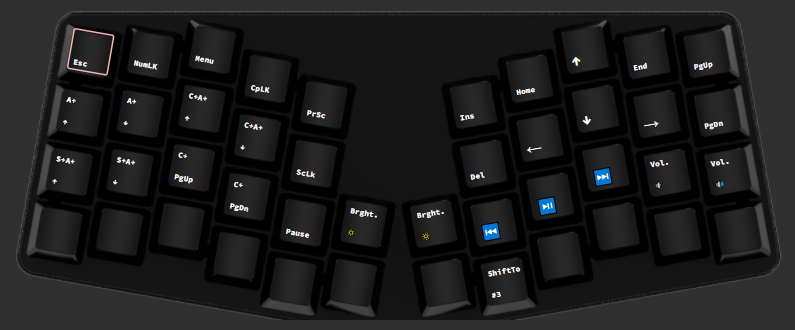 Esc
NumLK
Menu
CpLK
PrSc
Ins
Home
↑
End
PgUp
A+
↑
A+
↓
C+A+
↑
C+A+
↓
ScLk
Del
←
↓
→
PgDn
S+A+
↑
S+A+
↓
C+
PgUp
C+
PgDn
Pause
Brght.
Brght.
⏮
⏯
⏭
Vol.
Vol.
ShiftTo
#3